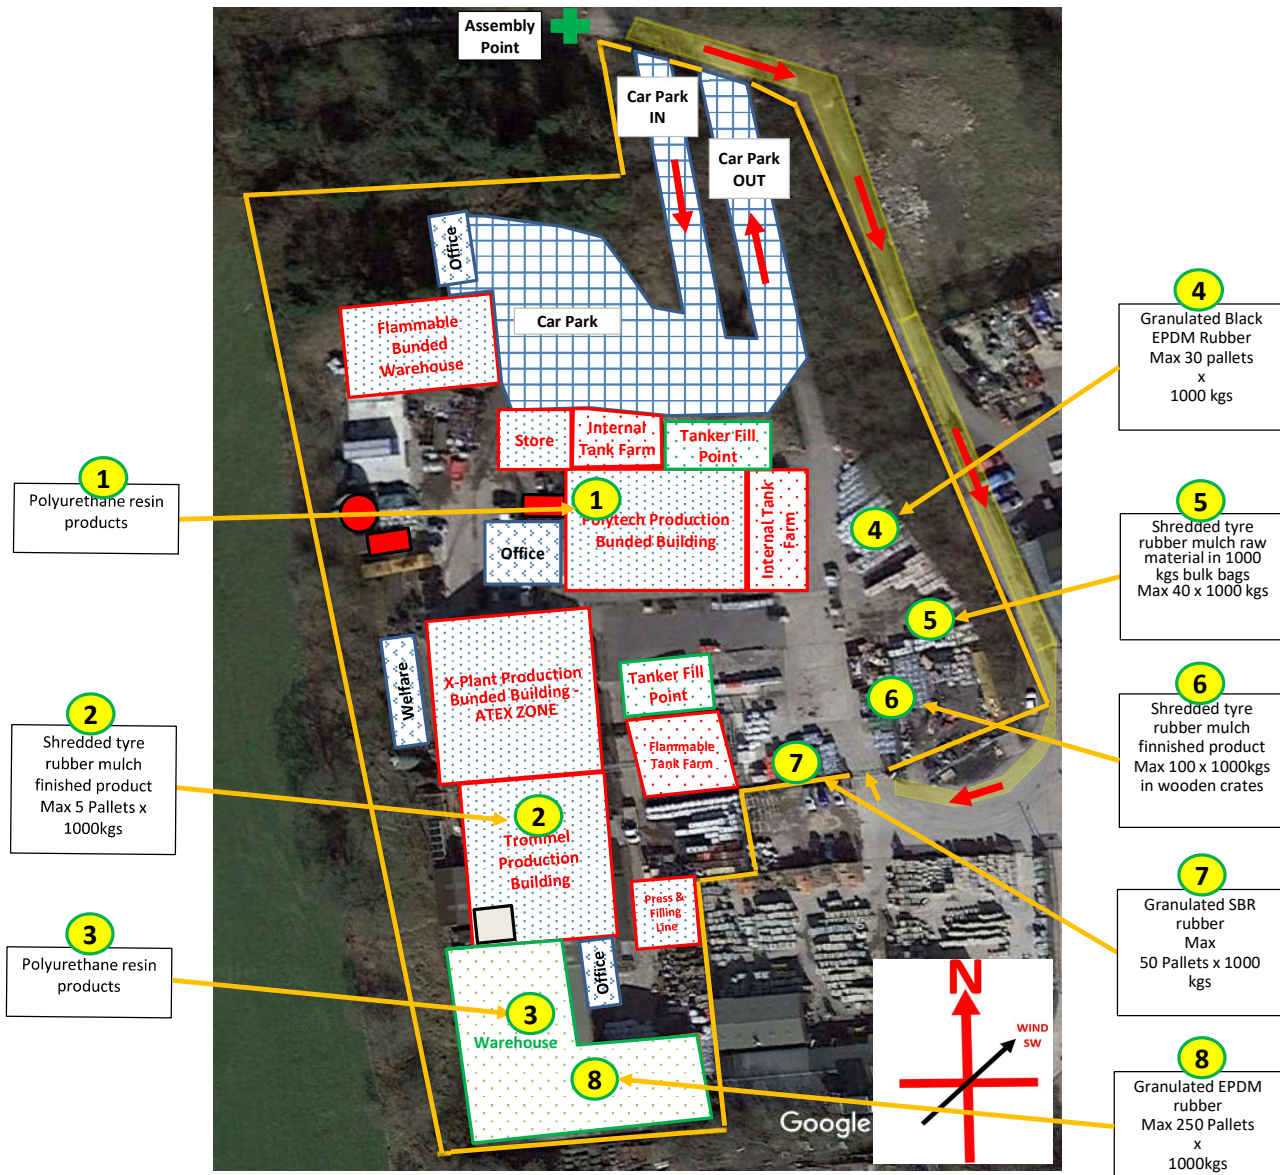 Assembly
Point
Car Park
IN
Car Park
OUT
Office
Flammable
Bunded
Warehouse
Car Park
Store
Internal
Tank Farm
Tanker Fill
Point
1
Polyurethane resin
products
1
Polytech Production
Bunded Building
Internal Tank
Farm
Office
4
4
Granulated Black
EPDM Rubber
Max 30 pallets
x
1000 kgs
5
5
Shredded tyre
rubber mulch raw
material in 1000
kgs bulk bags
Max 40 x 1000 kgs
Welfare
X-Plant Production
Bunded Building -
ATEX ZONE
Tanker Fill
Point
Flammable
Tank Farm
6
6
Shredded tyre
rubber mulch
finnished product
Max 100 x 1000kgs
in wooden crates
2
Shredded tyre
rubber mulch
finished product
Max 5 Pallets x
1000kgs
2
Trommel
Production
Building
7
7
Granulated SBR
rubber
Max
50 Pallets x 1000
kgs
Press &
Filling
Line
Office
3
Polyurethane resin
products
3
Warehouse
8
8
Granulated EPDM
rubber
Max 250 Pallets
x
1000kgs
N
WIND
SW
Google